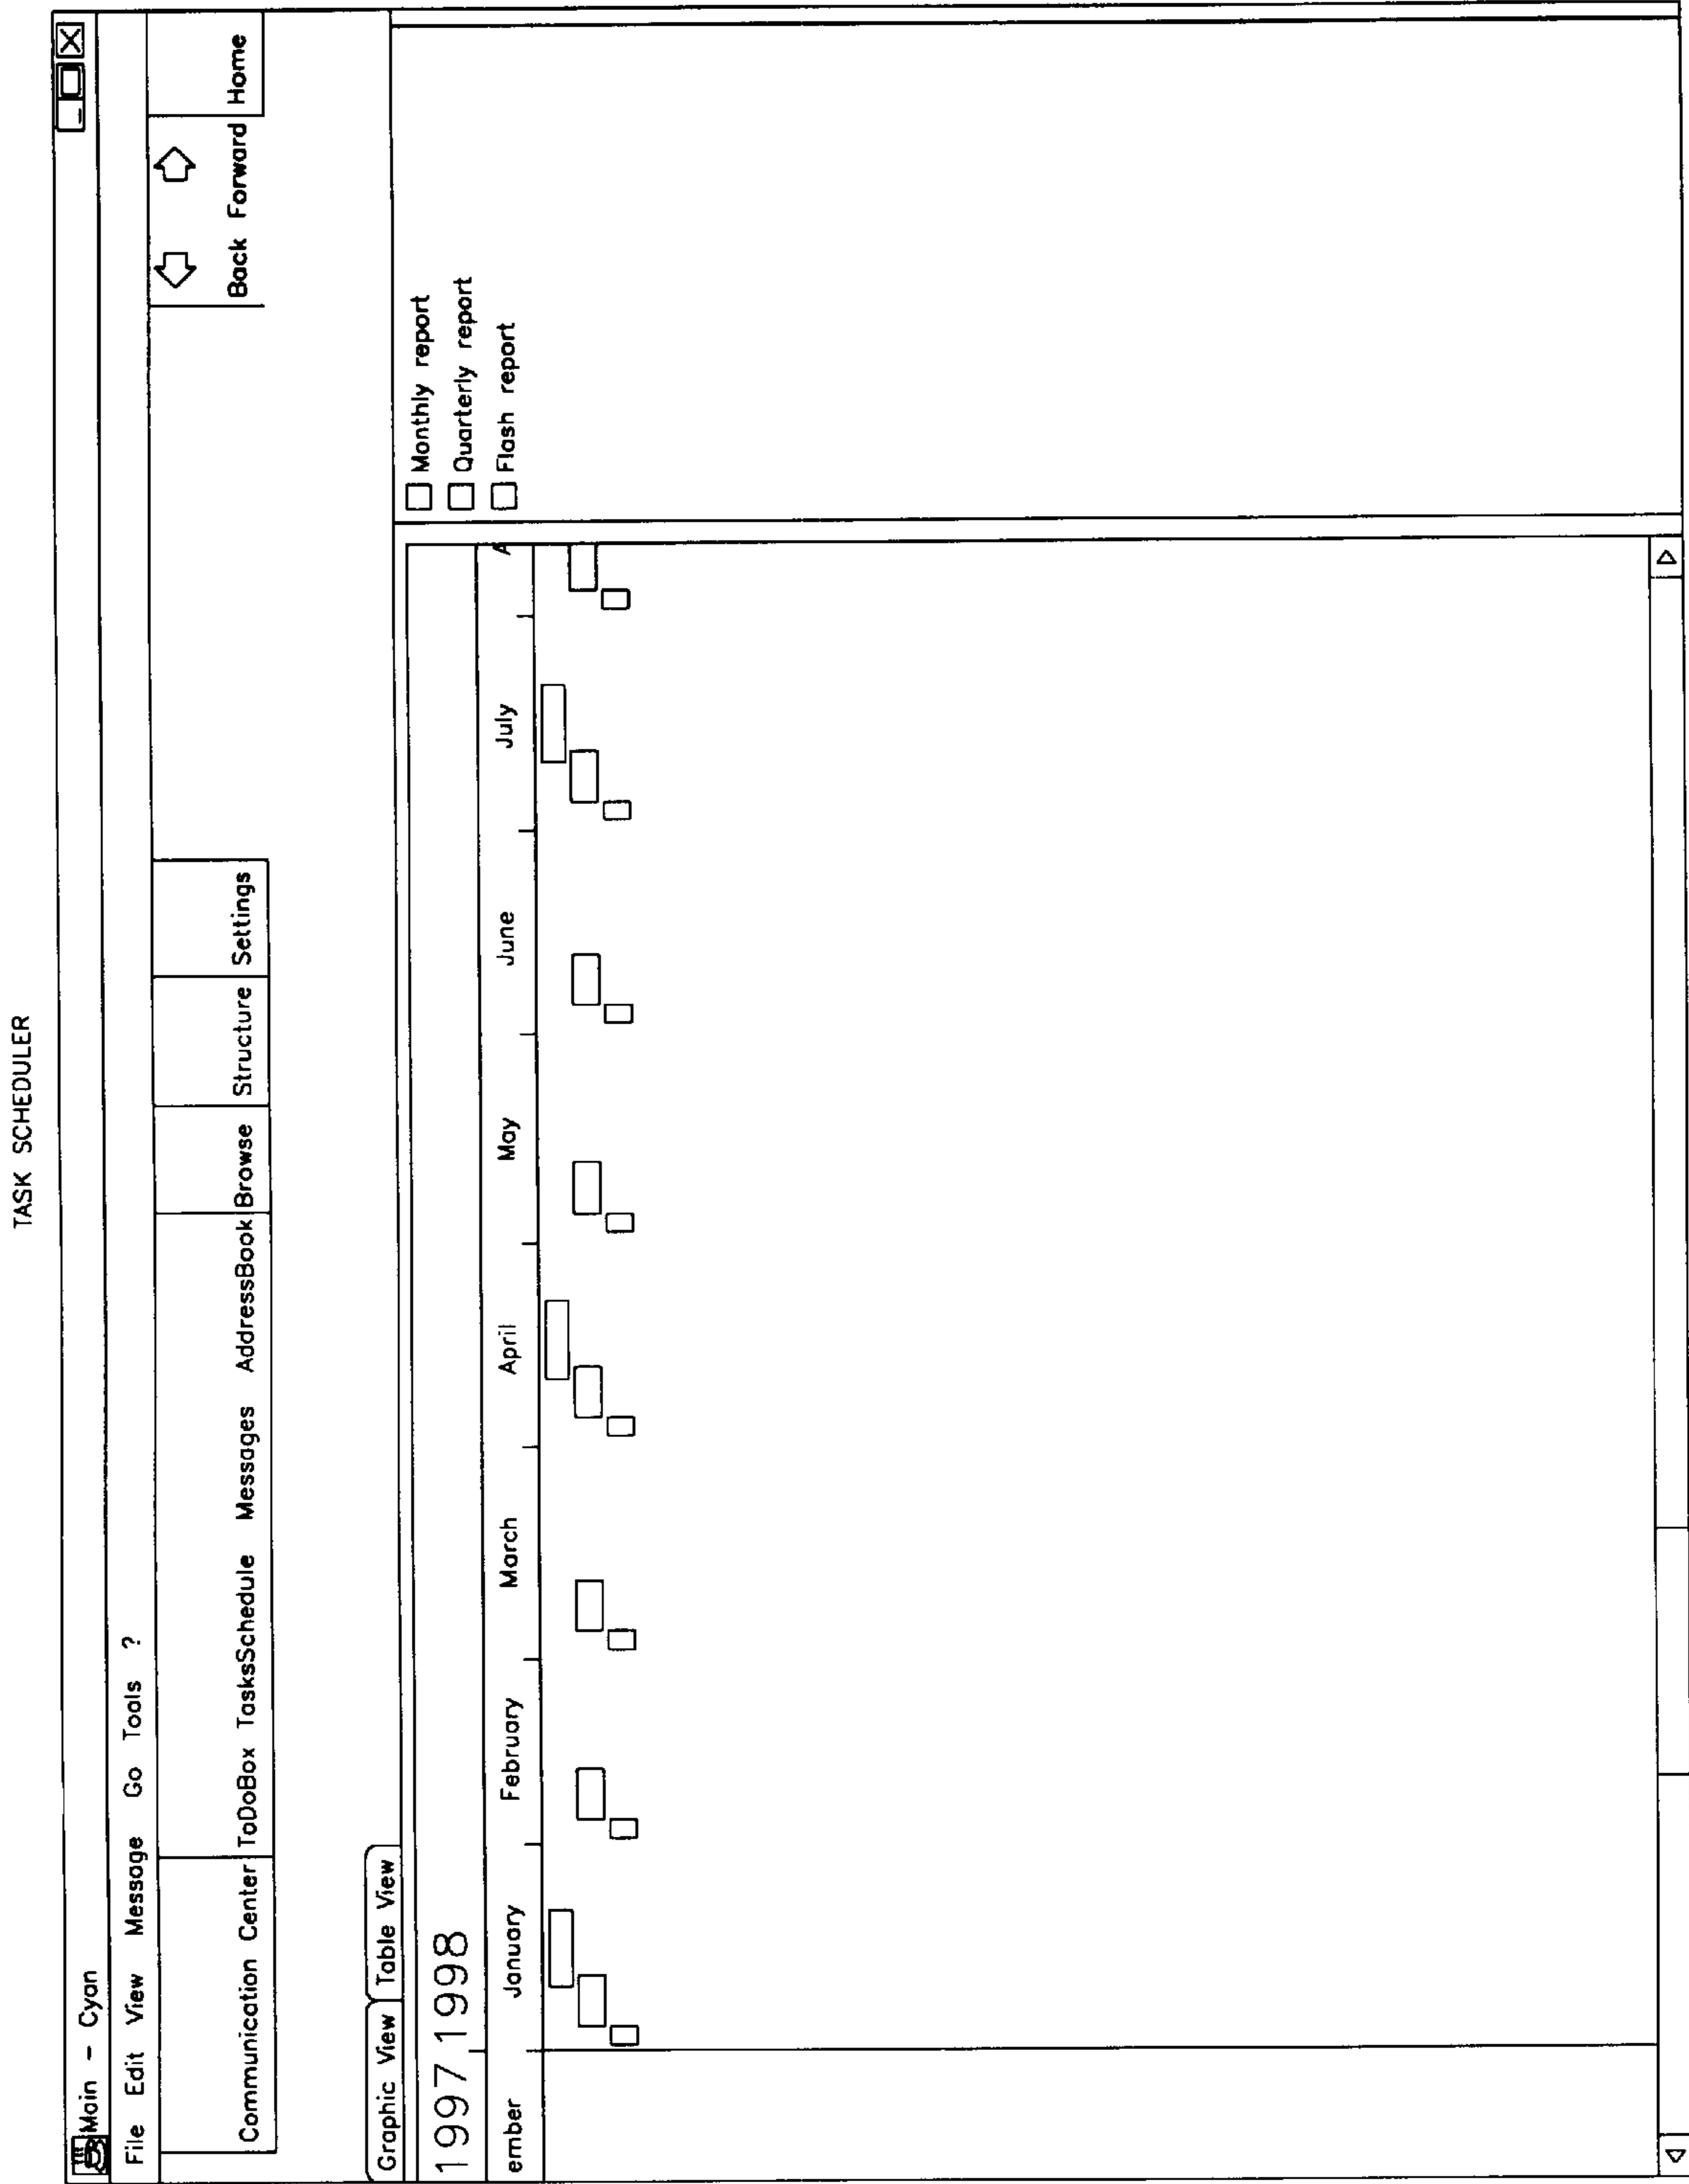 TASK SCHEDULER
Main - Cyan
File Edit View Message Go Tools ?
Back Forward Home
Communication Center ToDoBox TasksSchedule Messages AddressBook Browse Structure Settings
Graphic View Table View
1997 1998
ember January February March April May June July A
Monthly report
Quarterly report
Flash report